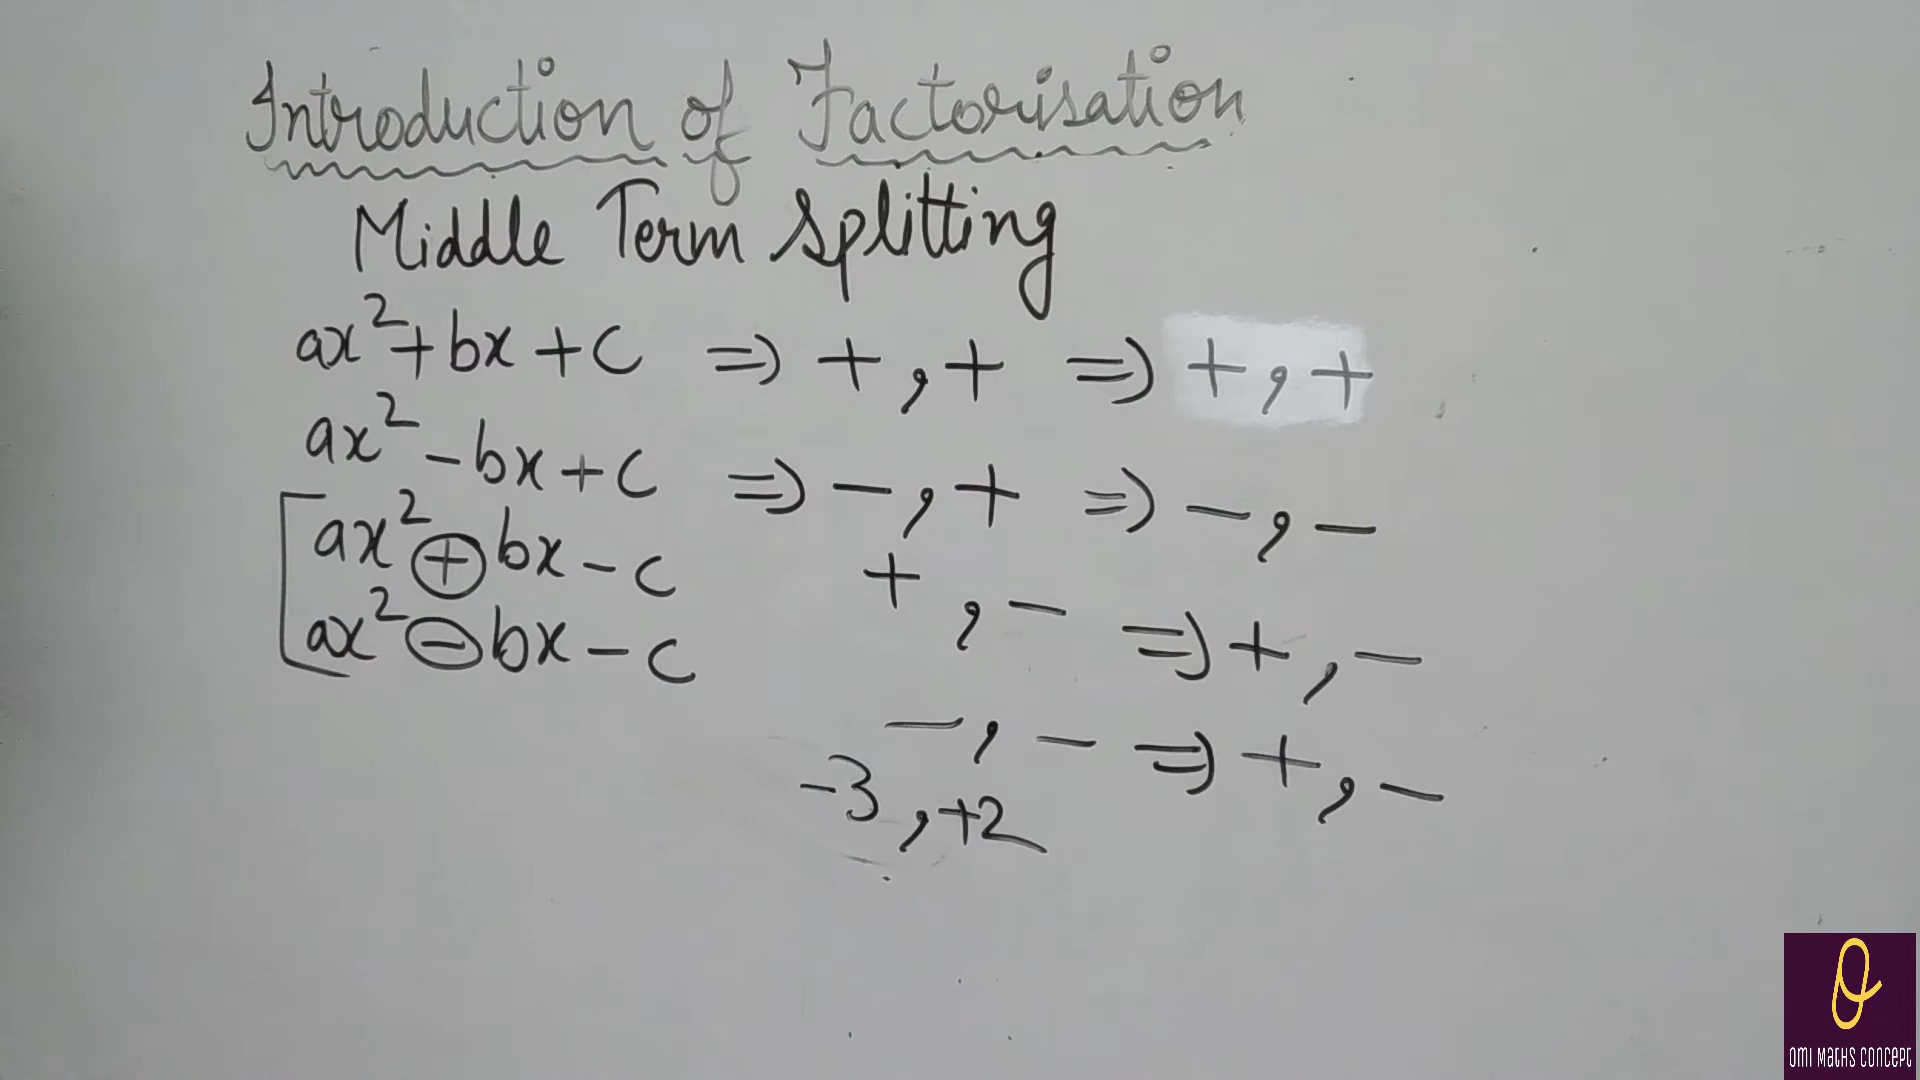 Introduction of Factorisation
Middle Term Splitting
ax²+bx+c => +,+ => +,+
ax²-bx+c => -,+ => -,-
ax²+bx-c +,- => +,-
ax²-bx-c -,- => +,-
-3,+2
OMI MATHS CONCEPT